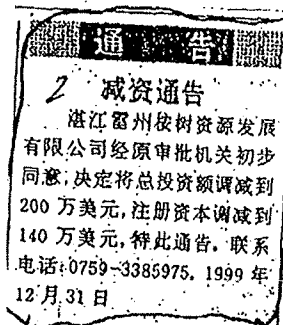 通告
2 减资通告
湛江雷州桉树资源发展
有限公司经原审批机关初步
同意,决定将总投资额调减到
200 万美元,注册资本调减到
140 万美元,特此通告。联系
电话:0759-3385975. 1999 年
12 月 31 日